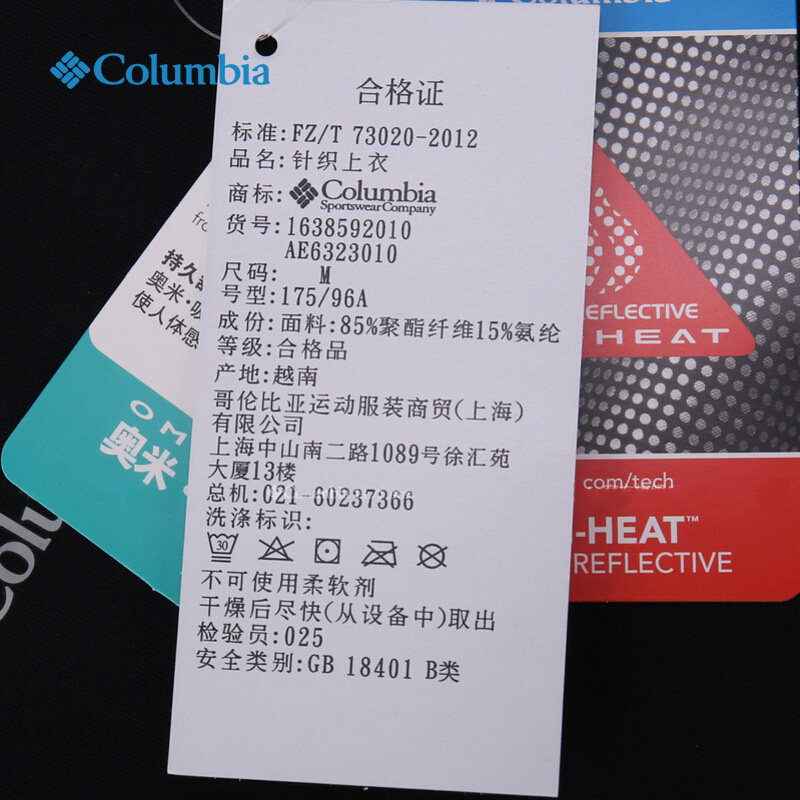 Columbia
Columbia
合格证
标准:FZ/T 73020-2012
品名:针织上衣
商标: Columbia
Sportswear Company
货号:1638592010
AE6323010
尺码: M
号型:175/96A
成份:面料:85%聚酯纤维15%氨纶
等级:合格品
产地:越南
哥伦比亚运动服装商贸(上海)
有限公司
上海中山南二路1089号徐汇苑
大厦13楼
总机:021-60237366
洗涤标识:
30
不可使用柔软剂
干燥后尽快(从设备中)取出
检验员:025
安全类别:GB 18401 B类
持久
奥米·
使人体感
OM
奥米
EFLECTIVE
HEAT
com/tech
-HEAT™
REFLECTIVE
Columbia